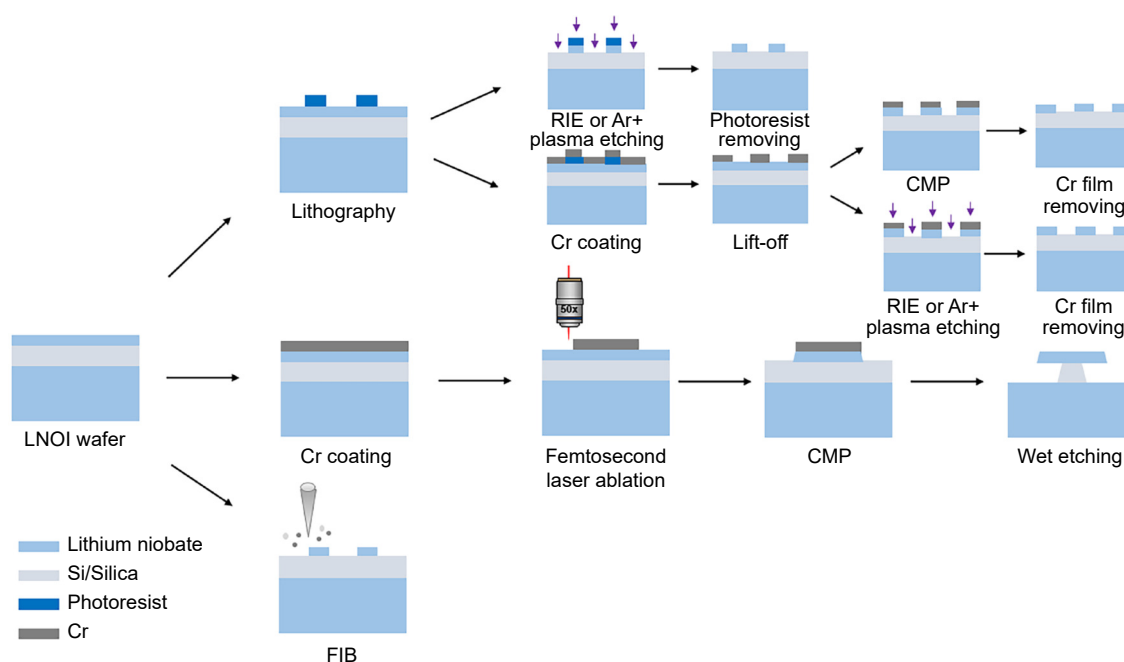 RIE or Ar+
plasma etching
Photoresist
removing
Lithography
CMP
Cr film
removing
Cr coating
Lift-off
RIE or Ar+
plasma etching
Cr film
removing
50x
LNOI wafer
Cr coating
Femtosecond
laser ablation
CMP
Wet etching
Lithium niobate
Si/Silica
Photoresist
Cr
FIB